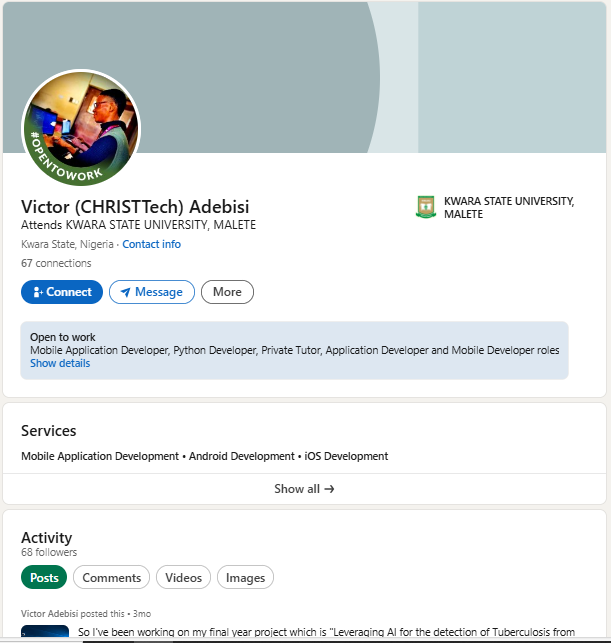 #OPENTOWORK
Victor (CHRISTTech) Adebisi
Attends KWARA STATE UNIVERSITY, MALETE
Kwara State, Nigeria · Contact info
67 connections
KWARA STATE UNIVERSITY,
MALETE
Connect
Message
More
Open to work
Mobile Application Developer, Python Developer, Private Tutor, Application Developer and Mobile Developer roles
Show details
Services
Mobile Application Development • Android Development • iOS Development
Show all →
Activity
68 followers
Posts
Comments
Videos
Images
Victor Adebisi posted this • 3mo
So I've been working on my final year project which is "Leveraging AI for the detection of Tuberculosis from